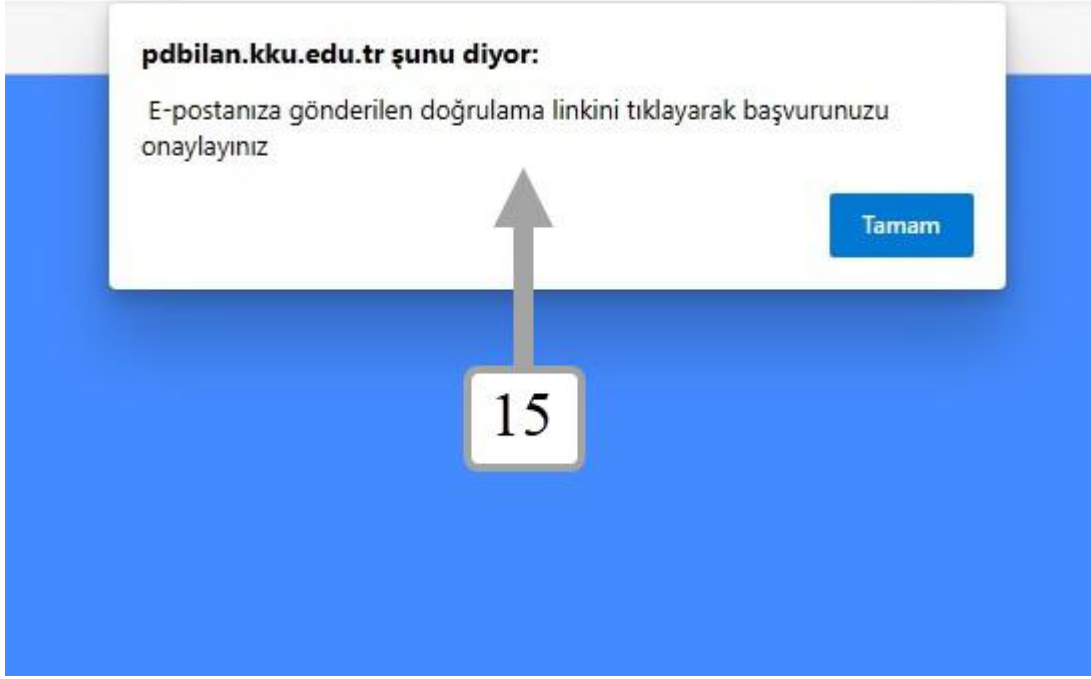 pdbilan.kku.edu.tr şunu diyor:
E-postanıza gönderilen doğrulama linkini tıklayarak başvurunuzu
onaylayınız
Tamam
15